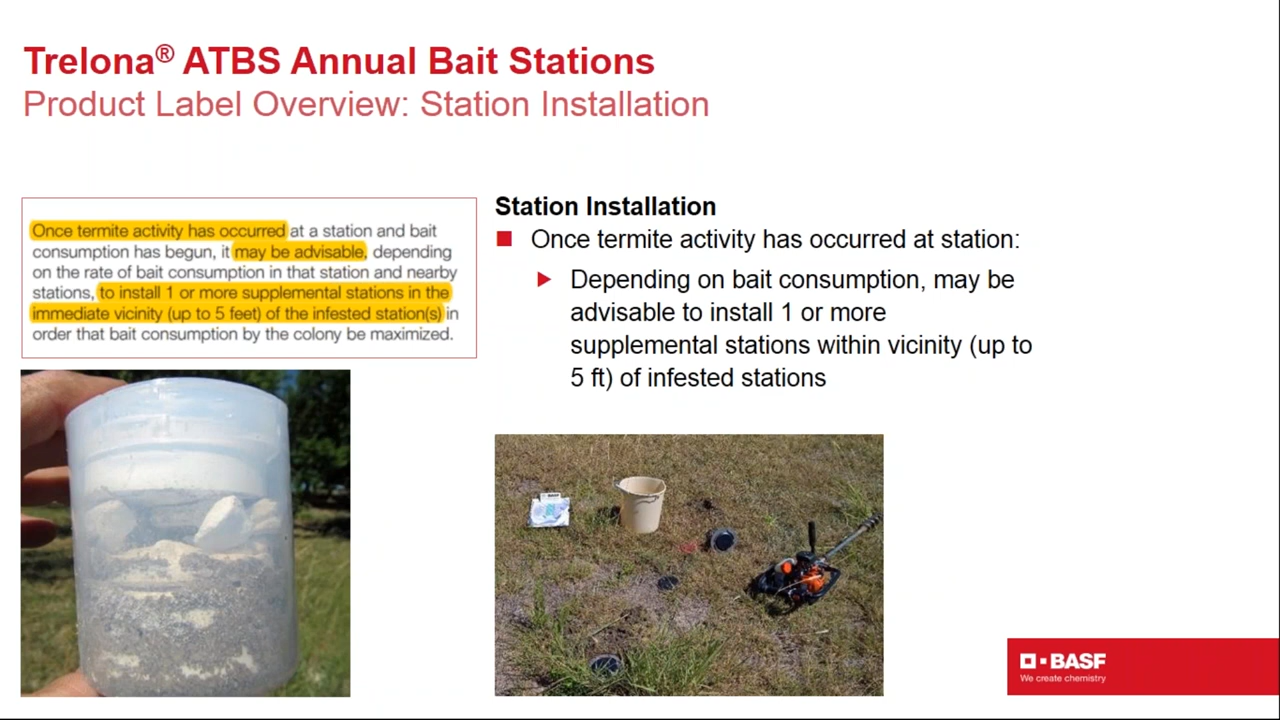 Trelona® ATBS Annual Bait Stations
Product Label Overview: Station Installation
Once termite activity has occurred at a station and bait
consumption has begun, it may be advisable, depending
on the rate of bait consumption in that station and nearby
stations, to install 1 or more supplemental stations in the
immediate vicinity (up to 5 feet) of the infested station(s) in
order that bait consumption by the colony be maximized.
Station Installation
Once termite activity has occurred at station:
Depending on bait consumption, may be
advisable to install 1 or more
supplemental stations within vicinity (up to
5 ft) of infested stations
BASF
BASF
We create chemistry